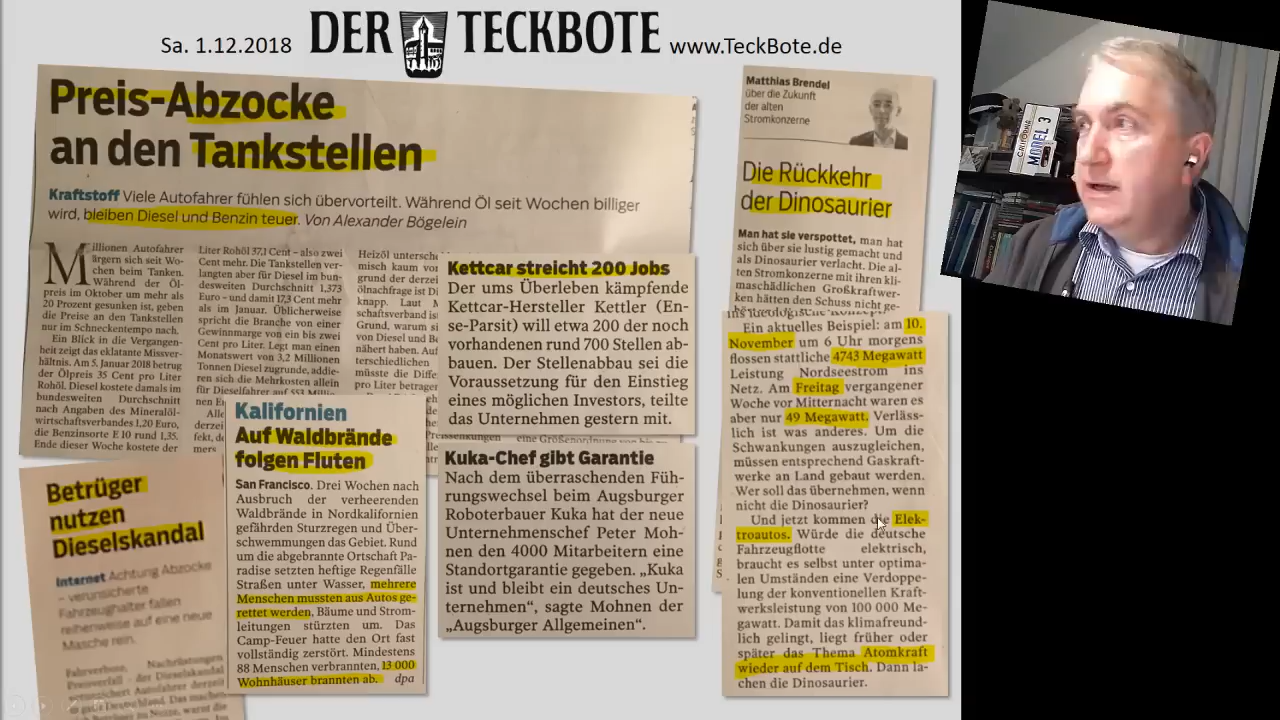 Sa. 1.12.2018 DER TECKBOTE www.TeckBote.de
Preis-Abzocke
an den Tankstellen
Kraftstoff Viele Autofahrer fühlen sich übervorteilt. Während Öl seit Wochen billiger
wird, bleiben Diesel und Benzin teuer. Von Alexander Bögelein
Millionen Autofahrer
ärgern sich seit Wo-
chen beim Tanken.
Während der Öl-
preis im Oktober um mehr als
20 Prozent gesunken ist, geben
die Preise an den Tankstellen
nur im Schneckentempo nach.
Ein Blick in die Vergangen-
heit zeigt das eklatante Missver-
hältnis. Am 5. Januar 2018 betrug
der Ölpreis 35 Cent pro Liter
Rohöl. Diesel kostete damals im
bundesweiten Durchschnitt
nach Angaben des Mineralöl-
wirtschaftsverbandes 1,20 Euro,
die Benzinsorte E 10 rund 1,35.
Ende dieser Woche kostete der
Liter Rohöl 37,1 Cent – also zwei
Cent mehr. Die Tankstellen ver-
langten aber für Diesel im bun-
desweiten Durchschnitt 1,373
Euro – und damit 17,3 Cent mehr
als im Januar. Üblicherweise
spricht die Branche von einer
Gewinnmarge von ein bis zwei
Cent pro Liter. Legt man einen
Monatswert von 3,2 Millionen
Tonnen Diesel zugrunde, addie-
ren sich die Mehrkosten allein
für Dieselfahrer auf 553
Kettcar streicht 200 Jobs
Der ums Überleben kämpfende
Kettcar-Hersteller Kettler (En-
se-Parsit) will etwa 200 der noch
vorhandenen rund 700 Stellen ab-
bauen. Der Stellenabbau sei die
Voraussetzung für den Einstieg
eines möglichen Investors, teilte
das Unternehmen gestern mit.
Kuka-Chef gibt Garantie
Nach dem überraschenden Füh-
rungswechsel beim Augsburger
Roboterbauer Kuka hat der neue
Unternehmenschef Peter Moh-
nen den 4000 Mitarbeitern eine
Standortgarantie gegeben. „Kuka
ist und bleibt ein deutsches Un-
ternehmen“, sagte Mohnen der
„Augsburger Allgemeinen“.
Kalifornien
Auf Waldbrände
folgen Fluten
San Francisco. Drei Wochen nach
Ausbruch der verheerenden
Waldbrände in Nordkalifornien
gefährden Sturzregen und Über-
schwemmungen das Gebiet. Rund
um die abgebrannte Ortschaft Pa-
radise setzten heftige Regenfälle
Straßen unter Wasser, mehrere
Menschen mussten aus Autos ge-
rettet werden, Bäume und Strom-
leitungen stürzten um. Das
Camp-Feuer hatte den Ort fast
vollständig zerstört. Mindestens
88 Menschen verbrannten, 13 000
Wohnhäuser brannten ab. dpa
Betrüger
nutzen
Dieselskandal
Internet Achtung Abzocke
– verunsicherte
Fahrzeughalter fallen
reihenweise auf eine neue
Masche rein.
Matthias Brendel
über die Zukunft
der alten
Stromkonzerne
Die Rückkehr
der Dinosaurier
Man hat sie verspottet, man hat
sich über sie lustig gemacht und
als Dinosaurier verlacht. Die al-
ten Stromkonzerne mit ihren kli-
maschädlichen Großkraftwer-
ken hätten den Schuss nicht ge-
Ein aktuelles Beispiel: am 10.
November um 6 Uhr morgens
flossen stattliche 4743 Megawatt
Leistung Nordseestrom ins
Netz. Am Freitag vergangener
Woche vor Mitternacht waren es
aber nur 49 Megawatt. Verläss-
lich ist was anderes. Um die
Schwankungen auszugleichen,
müssen entsprechend Gaskraft-
werke an Land gebaut werden.
Wer soll das übernehmen, wenn
nicht die Dinosaurier?
Und jetzt kommen die Elek-
troautos. Würde die deutsche
Fahrzeugflotte elektrisch,
braucht es selbst unter optima-
len Umständen eine Verdoppe-
lung der konventionellen Kraft-
werksleistung von 100 000 Me-
gawatt. Damit das klimafreund-
lich gelingt, liegt früher oder
später das Thema Atomkraft
wieder auf dem Tisch. Dann la-
chen die Dinosaurier.
MODEL 3